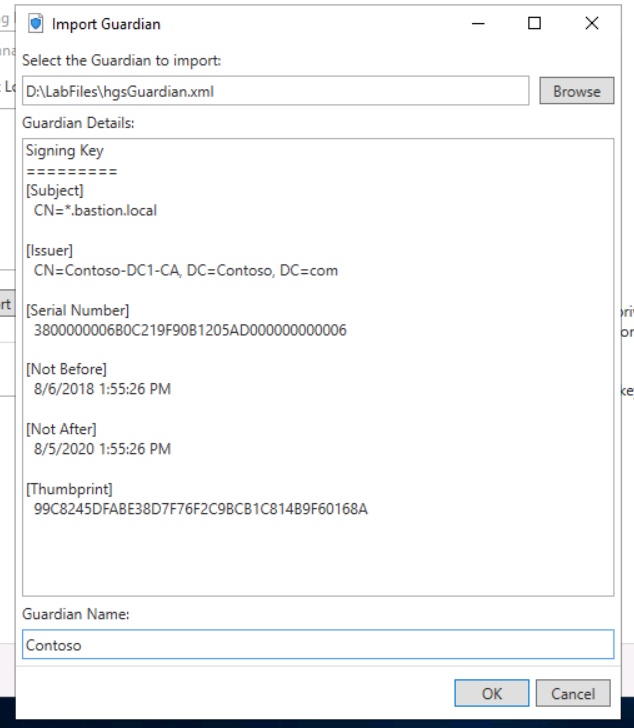 Import Guardian
Select the Guardian to import:
D:\LabFiles\hgsGuardian.xml
Browse
Guardian Details:
Signing Key
=========
[Subject]
CN=*.bastion.local
[Issuer]
CN=Contoso-DC1-CA, DC=Contoso, DC=com
[Serial Number]
3800000006B0C219F90B1205AD000000000006
[Not Before]
8/6/2018 1:55:26 PM
[Not After]
8/5/2020 1:55:26 PM
[Thumbprint]
99C8245DFABE38D7F76F2C9BCB1C814B9F60168A
Guardian Name:
Contoso
OK
Cancel